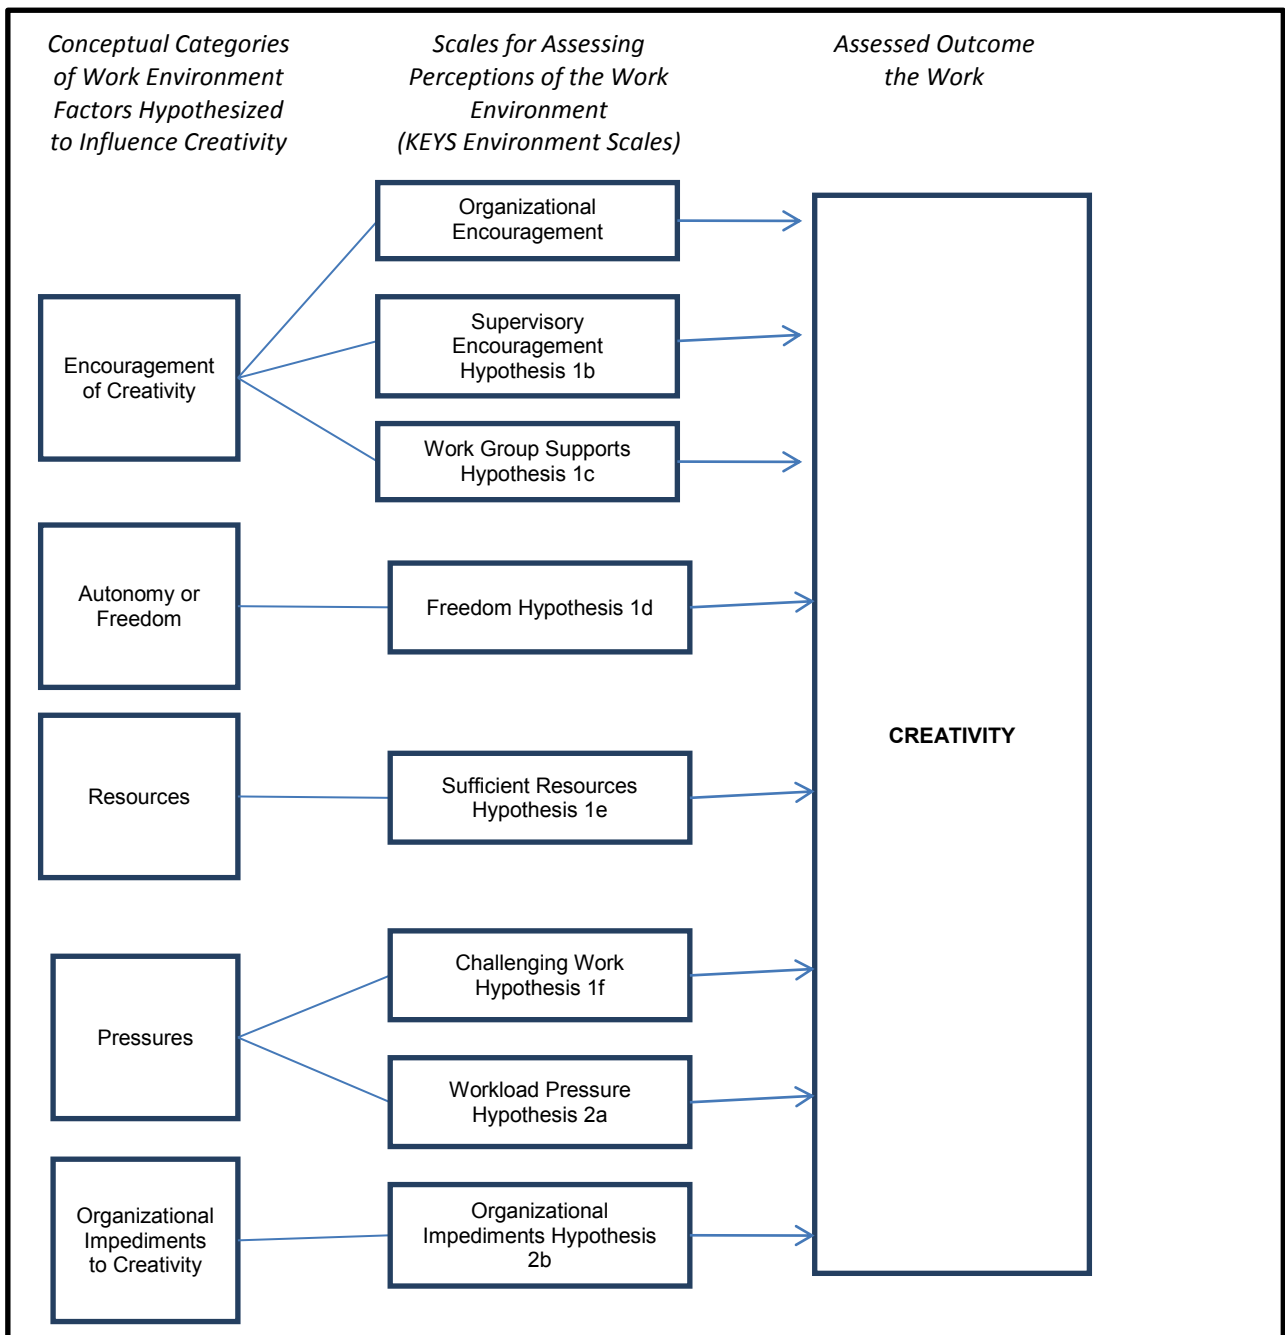 Conceptual Categories
of Work Environment
Factors Hypothesized
to Influence Creativity
Scales for Assessing
Perceptions of the Work
Environment
(KEYS Environment Scales)
Assessed Outcome
the Work
Encouragement
of Creativity
Organizational
Encouragement
Supervisory
Encouragement
Hypothesis 1b
Work Group Supports
Hypothesis 1c
Autonomy or
Freedom
Freedom Hypothesis 1d
Resources
Sufficient Resources
Hypothesis 1e
Pressures
Challenging Work
Hypothesis 1f
Workload Pressure
Hypothesis 2a
Organizational
Impediments
to Creativity
Organizational
Impediments Hypothesis
2b
CREATIVITY